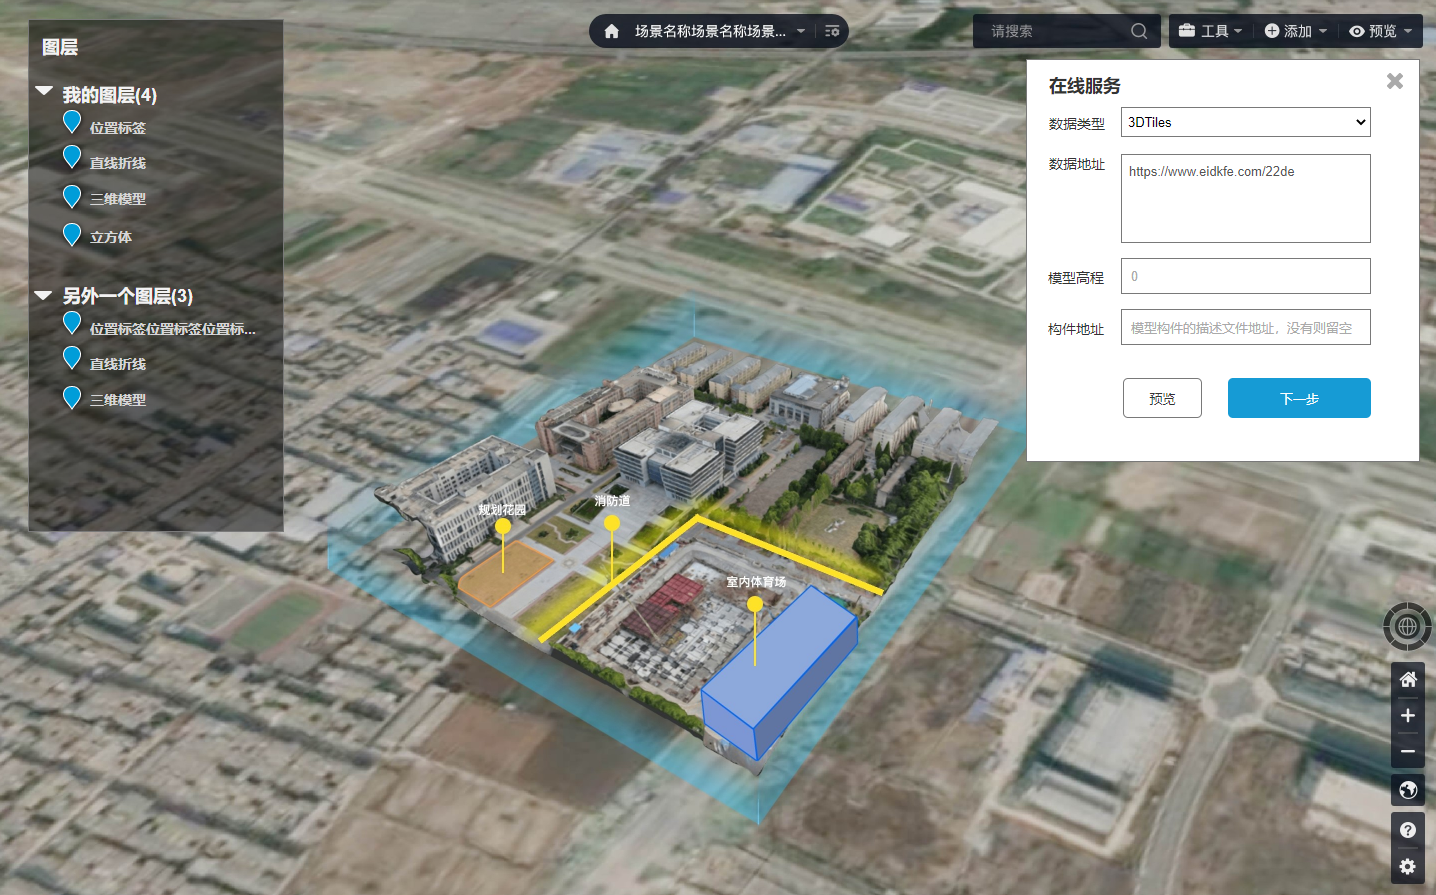 图层
我的图层(4)
位置标签
直线折线
三维模型
立方体
另外一个图层(3)
位置标签位置标签位置标...
直线折线
三维模型
场景名称场景名称场景...
请搜索
工具
添加
预览
在线服务
数据类型
3DTiles
数据地址
https://www.eidkfe.com/22de
模型高程
0
构件地址
模型构件的描述文件地址，没有则留空
预览
下一步
规划花园
消防道
室内体育场